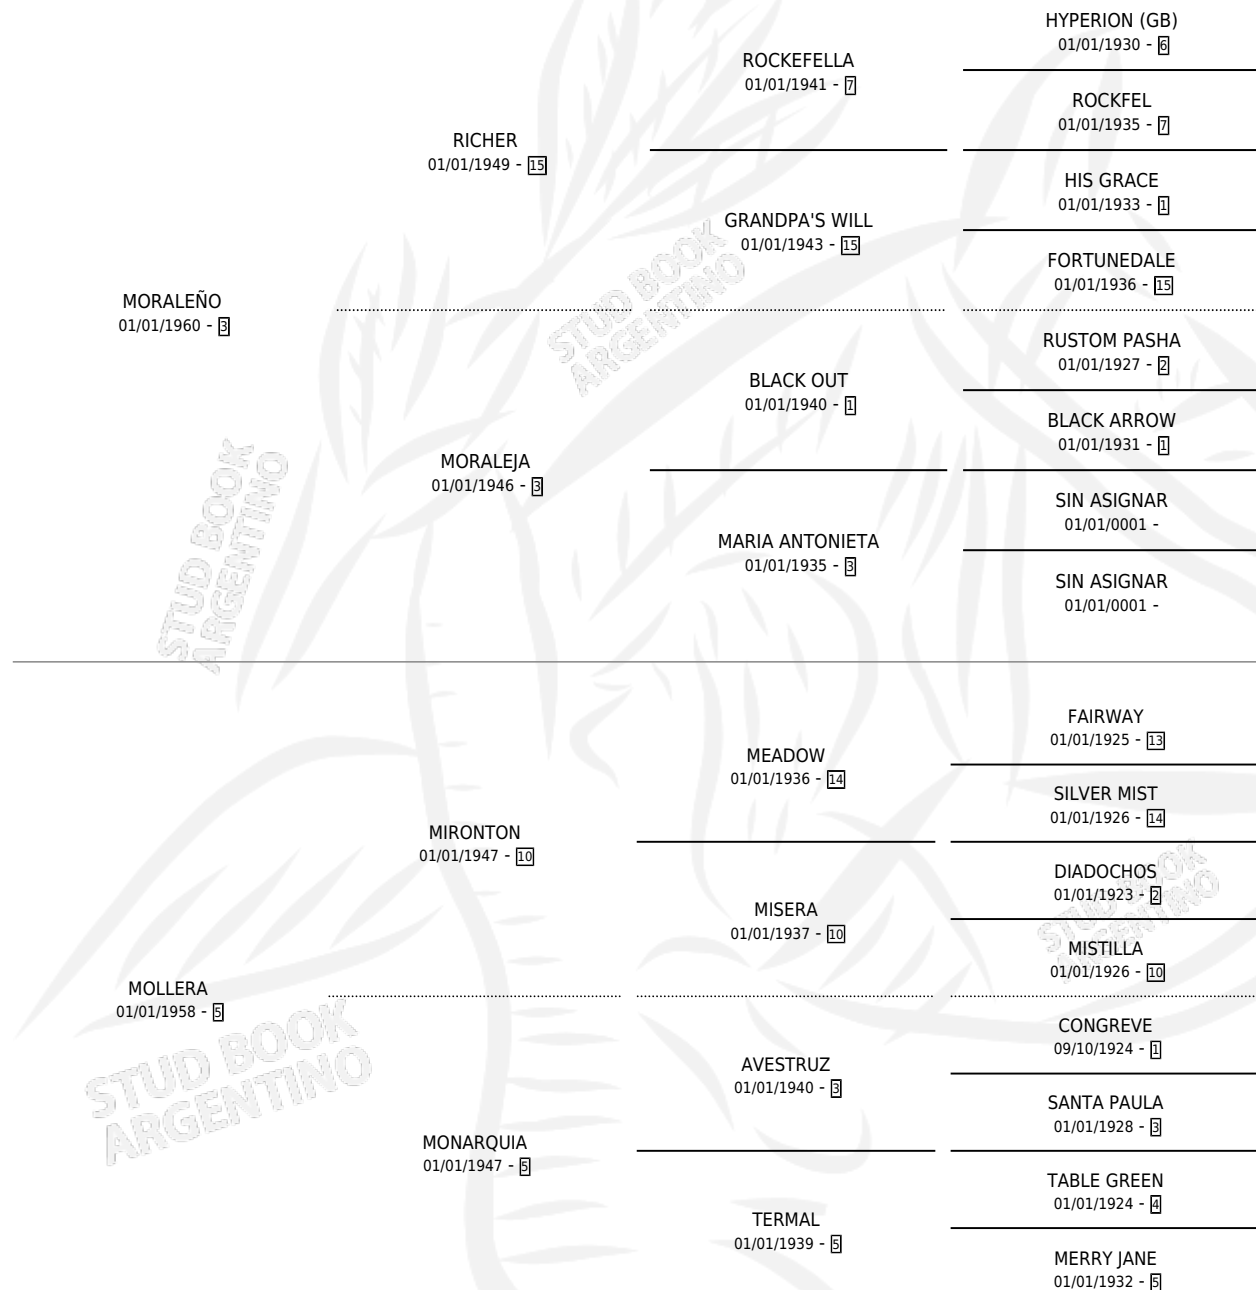 HYPERION (GB)
01/01/1930 - 6
ROCKEFELLA
01/01/1941 - 7
ROCKFEL
01/01/1935 - 7
RICHER
01/01/1949 - 15
HIS GRACE
01/01/1933 - 1
GRANDPA'S WILL
01/01/1943 - 15
FORTUNEDALE
01/01/1936 - 15
MORALEÑO
01/01/1960 - 3
RUSTOM PASHA
01/01/1927 - 2
BLACK OUT
01/01/1940 - 1
BLACK ARROW
01/01/1931 - 1
MORALEJA
01/01/1946 - 3
SIN ASIGNAR
01/01/0001 -
MARIA ANTONIETA
01/01/1935 - 3
SIN ASIGNAR
01/01/0001 -
FAIRWAY
01/01/1925 - 13
MEADOW
01/01/1936 - 14
SILVER MIST
01/01/1926 - 14
MIRONTON
01/01/1947 - 10
DIADOCHOS
01/01/1923 - 2
MISERA
01/01/1937 - 10
MISTILLA
01/01/1926 - 10
MOLLERA
01/01/1958 - 5
CONGREVE
09/10/1924 - 1
AVESTRUZ
01/01/1940 - 3
SANTA PAULA
01/01/1928 - 3
MONARQUIA
01/01/1947 - 5
TABLE GREEN
01/01/1924 - 4
TERMAL
01/01/1939 - 5
MERRY JANE
01/01/1932 - 5
STUD BOOK
ARGENTINO
STUD BOOK
ARGENTINO
STUD BOOK
ARGENTINO
STUD BOOK
ARGENTINO